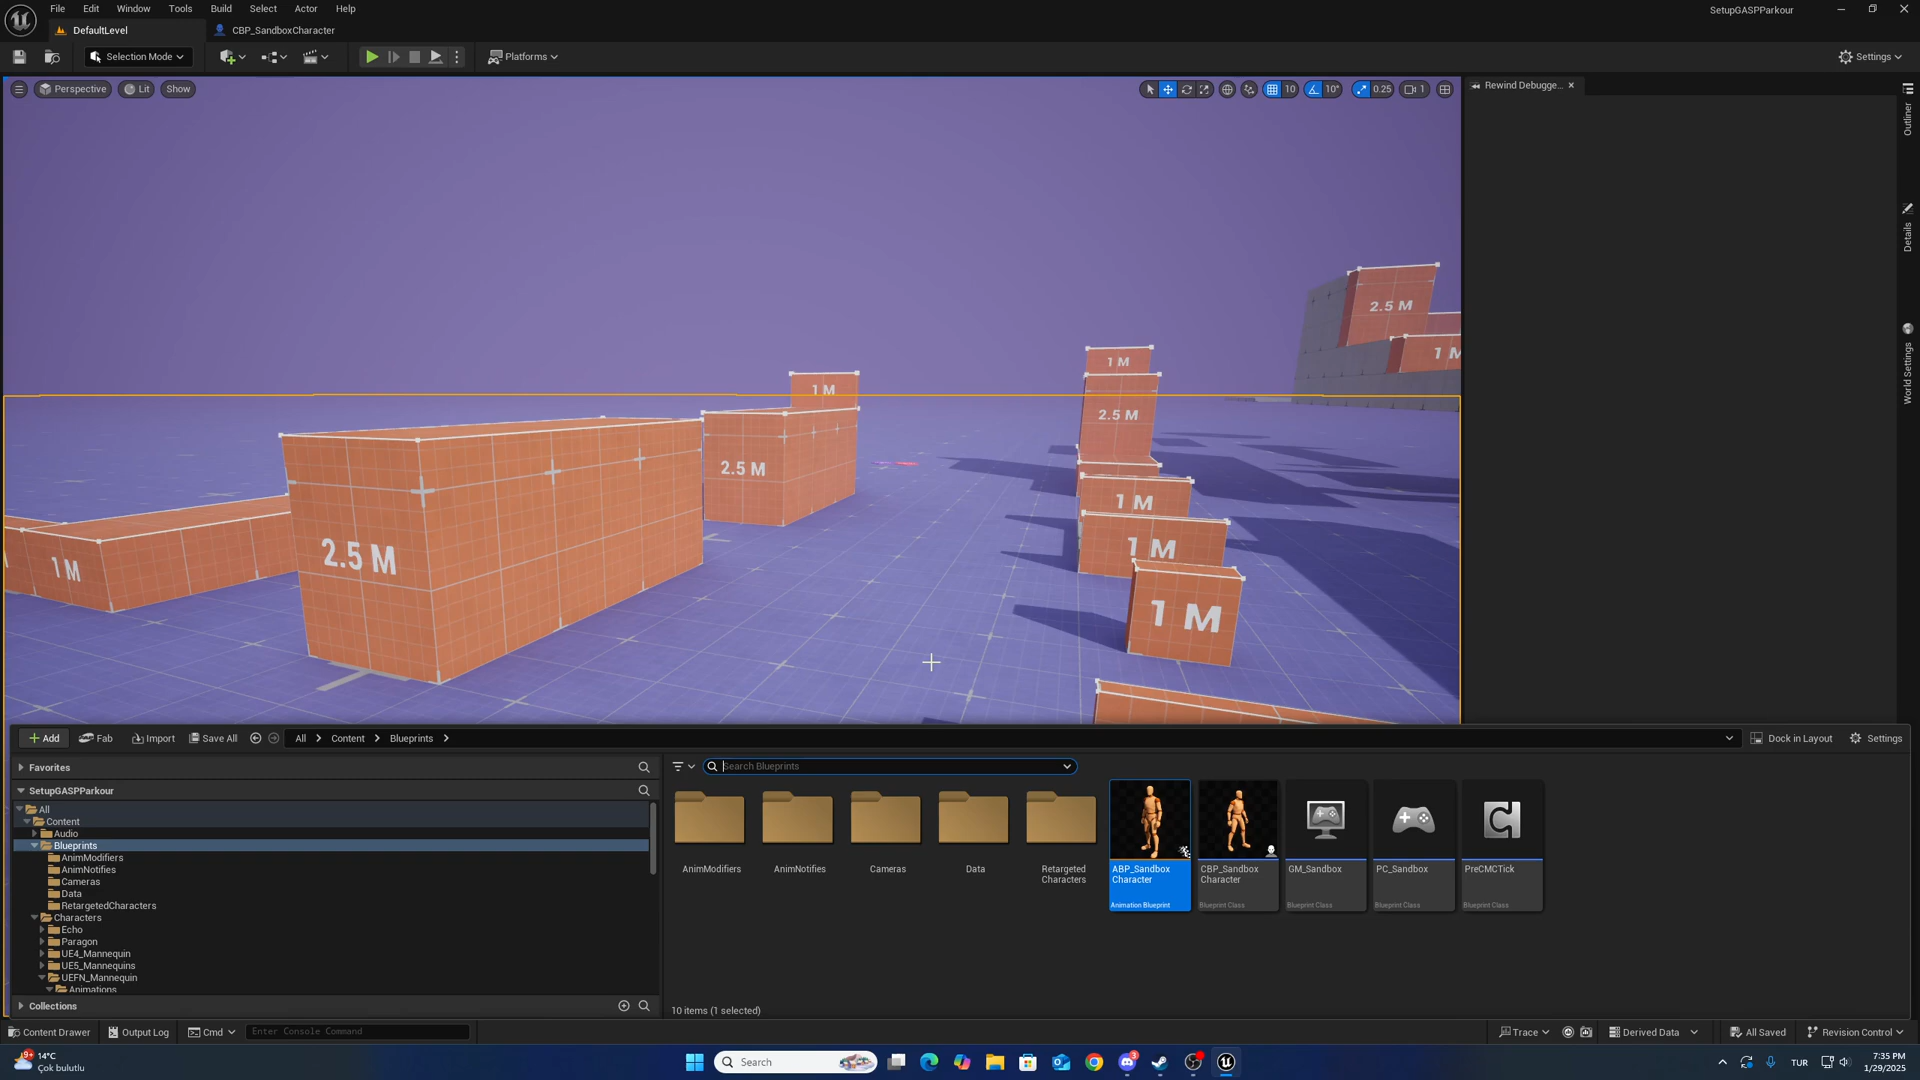 File Edit Window Tools Build Select Actor Help
SetupGASPParkour
DefaultLevel
CBP_SandboxCharacter
Selection Mode
Platforms
Settings
Perspective
Lit
Show
10
10°
0.25
1
Rewind Debugge...
Outliner
Details
World Settings
2.5 M
1 M
1 M
1 M
2.5 M
2.5 M
1 M
1 M
2.5 M
1 M
1 M
Add
Fab
Import
Save All
All
Content
Blueprints
Dock in Layout
Settings
Favorites
SetupGASPParkour
All
Content
Audio
Blueprints
AnimModifiers
AnimNotifies
Cameras
Data
RetargetedCharacters
Characters
Echo
Paragon
UE4_Mannequin
UE5_Mannequins
UEFN_Mannequin
Animations
Collections
Search Blueprints
AnimModifiers
AnimNotifies
Cameras
Data
Retargeted
Characters
ABP_Sandbox
Character
Animation Blueprint
CBP_Sandbox
Character
Blueprint Class
GM_Sandbox
Blueprint Class
PC_Sandbox
Blueprint Class
PreCMCTick
Blueprint Class
10 items (1 selected)
Content Drawer
Output Log
Cmd
Enter Console Command
Trace
Derived Data
All Saved
Revision Control
9+
14°C
Çok bulutlu
Search
3
TUR
7:35 PM
1/29/2025